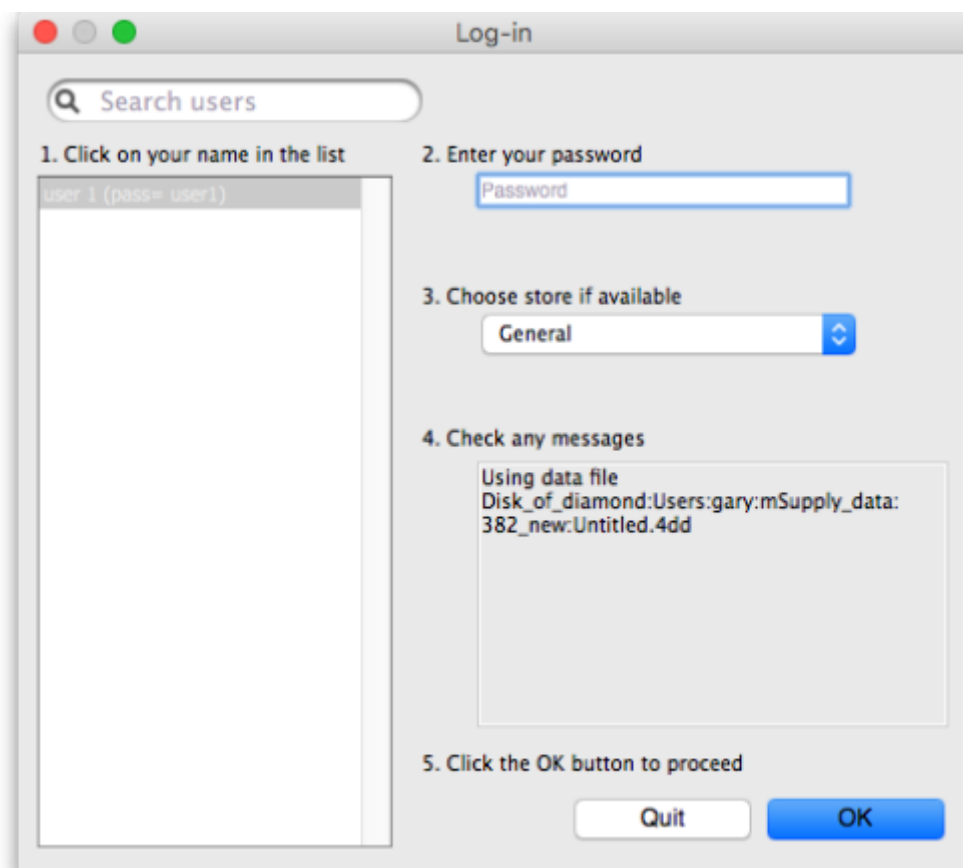 Log-in
Search users
1. Click on your name in the list
user 1 (pass= user1)
2. Enter your password
Password
3. Choose store if available
General
4. Check any messages
Using data file
Disk_of_diamond:Users:gary:mSupply_data:
382_new:Untitled.4dd
5. Click the OK button to proceed
Quit
OK